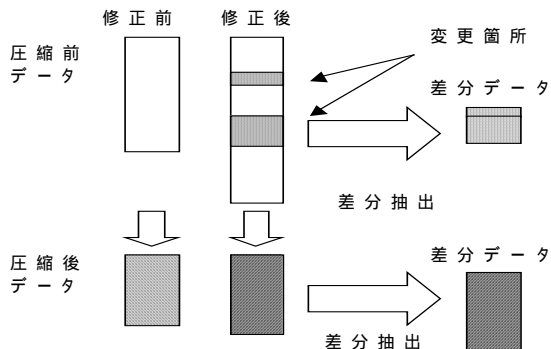 修正前
修正後
圧縮前
データ
変更箇所
差分データ
差分抽出
圧縮後
データ
差分データ
差分抽出